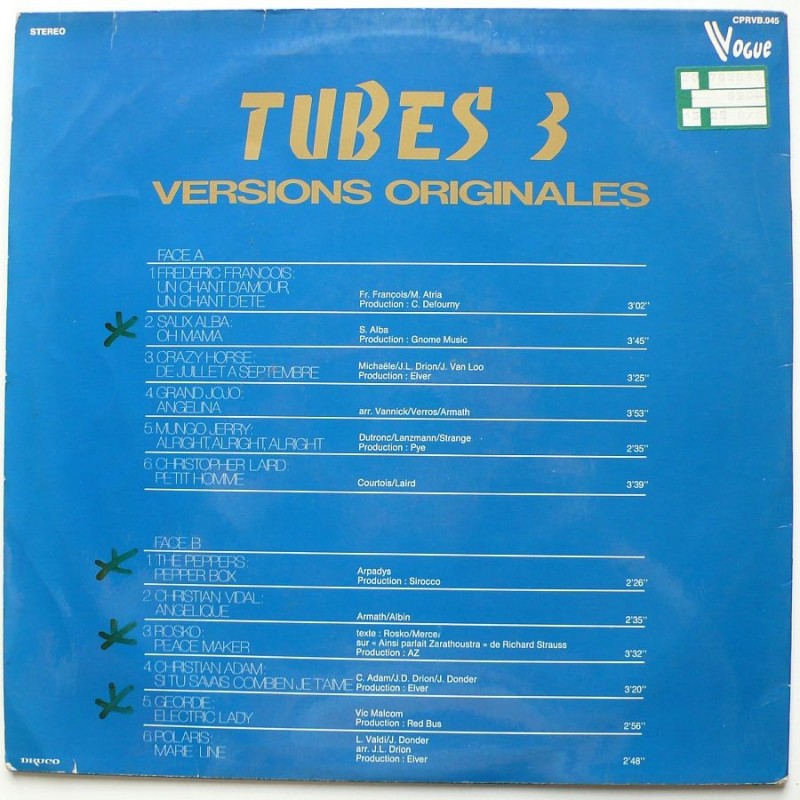 STEREO
CPRVB.045
VOGUE
TUBES 3
VERSIONS ORIGINALES
FACE A
1. FREDERIC FRANCOIS:
UN CHANT D'AMOUR,
UN CHANT D'ETE
Fr. François/M. Atria
Production : C. Defourny
3'02"
2. SALIX ALBA:
OH MAMA
S. Alba
Production : Gnome Music
3'45"
3. CRAZY HORSE:
DE JUILLET A SEPTEMBRE
Michaële/J.L. Drion/J. Van Loo
Production : Elver
3'25"
4. GRAND JOJO:
ANGELINA
arr. Vannick/Verros/Armath
3'53"
5. MUNGO JERRY:
ALRIGHT, ALRIGHT, ALRIGHT
Dutronc/Lanzmann/Strange
Production : Pye
2'35"
6. CHRISTOPHER LAIRD:
PETIT HOMME
Courtois/Laird
3'39"
FACE B
1. THE PEPPERS:
PEPPER BOX
Arpadys
Production : Sirocco
2'26"
2. CHRISTIAN VIDAL:
ANGELIQUE
Armath/Albin
2'35"
3. ROSKO:
PEACE MAKER
texte : Rosko/Mercer
sur « Ainsi parlait Zarathoustra » de Richard Strauss
Production : AZ
3'32"
4. CHRISTIAN ADAM:
SI TU SAVAIS COMBIEN JE T'AIME
C. Adam/J.D. Drion/J. Donder
Production : Elver
3'20"
5. GEORDIE:
ELECTRIC LADY
Vic Malcom
Production : Red Bus
2'56"
6. POLARIS:
MARIE LINE
L. Valdi/J. Donder
arr. J.L. Drion
Production : Elver
2'48"
DRUCO